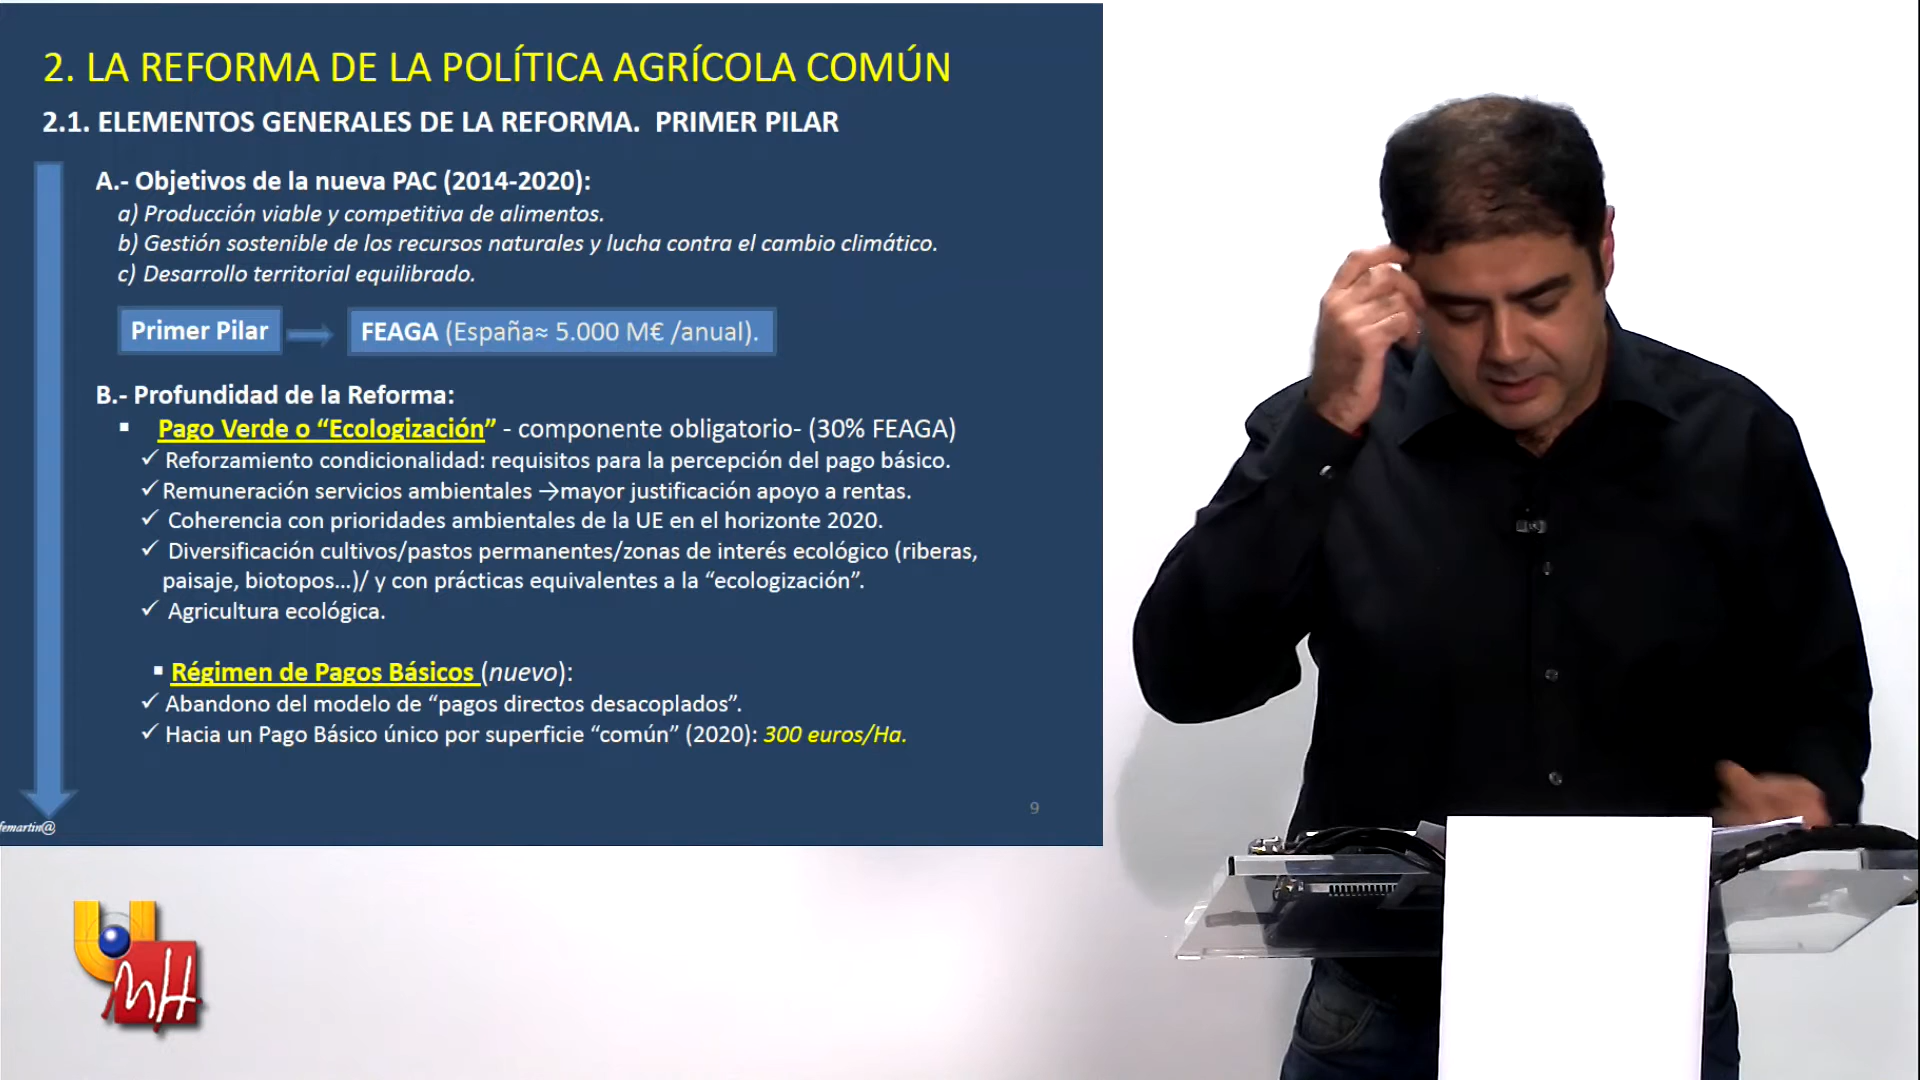 2. LA REFORMA DE LA POLÍTICA AGRÍCOLA COMÚN
2.1. ELEMENTOS GENERALES DE LA REFORMA. PRIMER PILAR
A.- Objetivos de la nueva PAC (2014-2020):
a) Producción viable y competitiva de alimentos.
b) Gestión sostenible de los recursos naturales y lucha contra el cambio climático.
c) Desarrollo territorial equilibrado.
Primer Pilar
FEAGA (España≈ 5.000 M€ /anual).
B.- Profundidad de la Reforma:
▪ Pago Verde o “Ecologización” - componente obligatorio- (30% FEAGA)
✓ Reforzamiento condicionalidad: requisitos para la percepción del pago básico.
✓ Remuneración servicios ambientales →mayor justificación apoyo a rentas.
✓ Coherencia con prioridades ambientales de la UE en el horizonte 2020.
✓ Diversificación cultivos/pastos permanentes/zonas de interés ecológico (riberas,
paisaje, biotopos...)/ y con prácticas equivalentes a la “ecologización”.
✓ Agricultura ecológica.
▪ Régimen de Pagos Básicos (nuevo):
✓ Abandono del modelo de “pagos directos desacoplados”.
✓ Hacia un Pago Básico único por superficie “común” (2020): 300 euros/Ha.
9
femartin@
UMH